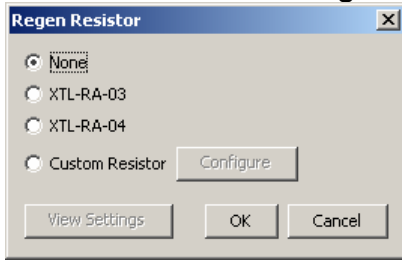 Regen Resistor
None
XTL-RA-03
XTL-RA-04
Custom Resistor Configure
View Settings OK Cancel